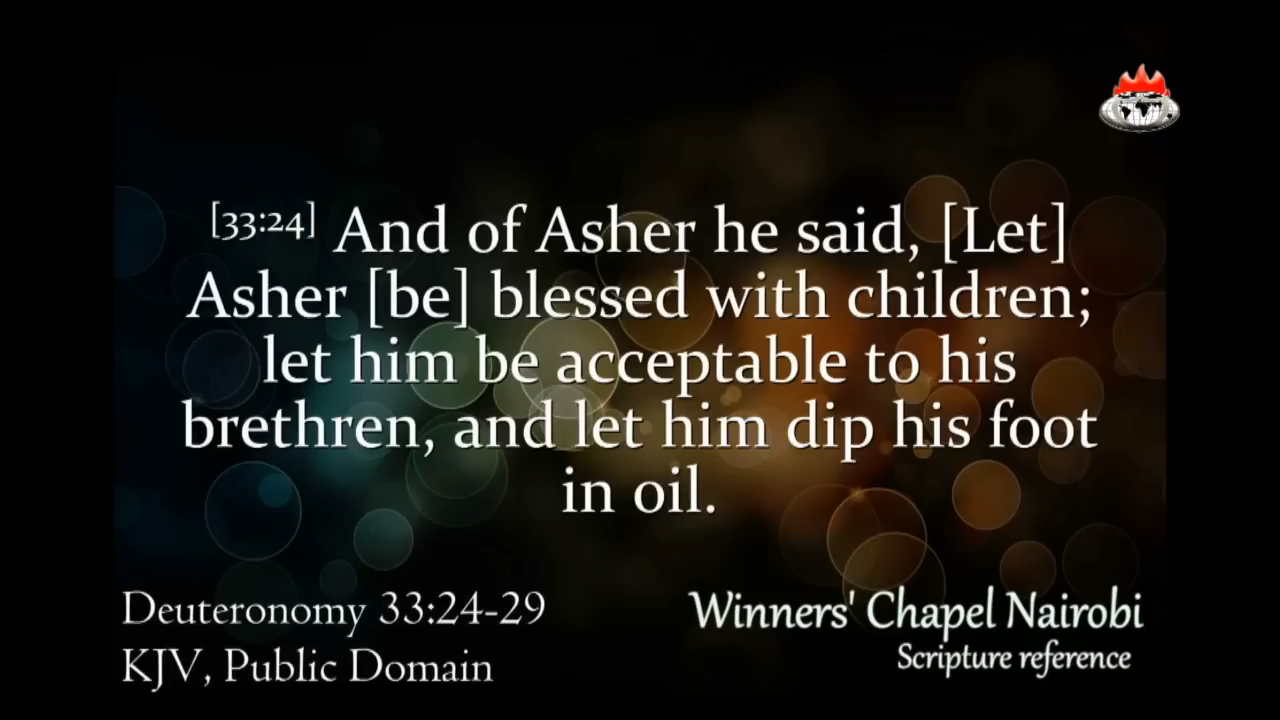 [33:24] And of Asher he said, [Let]
Asher [be] blessed with children;
let him be acceptable to his
brethren, and let him dip his foot
in oil.
Deuteronomy 33:24-29
KJV, Public Domain
Winners' Chapel Nairobi
Scripture reference